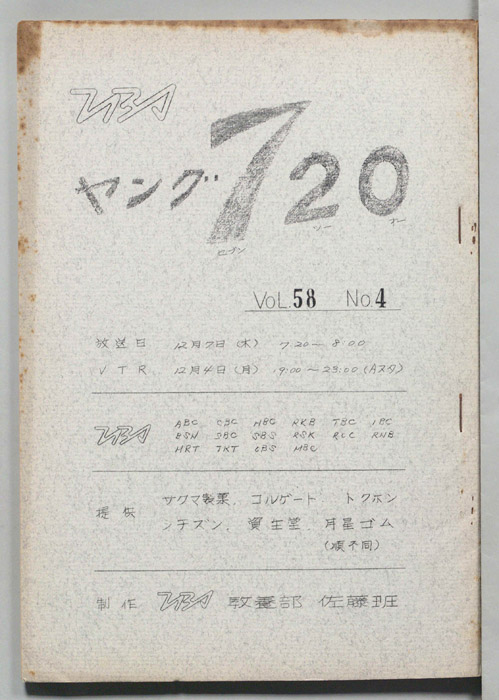 TBS
ヤング720
セブン ツー オー
VOL.58 No.4
放送日 12月7日(木) 7:20~8:00
VTR 12月4日(月) 19:00~23:00(Aスタ)
TBS ABC CBC HBC RKB TBC IBC
BSN SBC SBS RSK RCC RNB
MRT TKT OBS MBC
提供 サクマ製菓、コルゲート、トクホン
シチズン、資生堂、月星ゴム
(順不同)
制作 TBS 教養部 佐藤班